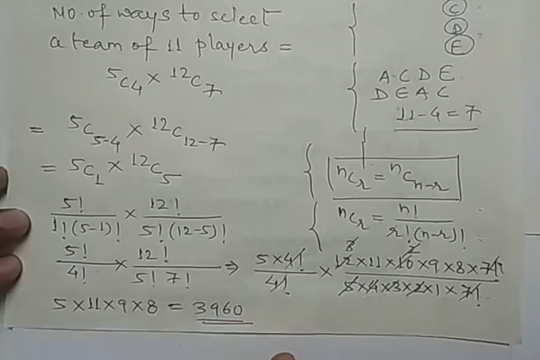 NO. of ways to select
a team of 11 players =
⁵C₄ × ¹²C₇
= ⁵C₅₋₄ × ¹²C₁₂₋₇
= ⁵C₁ × ¹²C₅
5!/1!(5-1)! × 12!/5!(12-5)!
5!/4! × 12!/5! 7! ⇒ 5×4!/4! × 12×11×10×9×8×7!/5×4×3×2×1×7!
5×11×9×8 = 3960
C
D
E
A C D E
D E A C
11-4=7
ⁿCᵣ = ⁿCₙ₋ᵣ
ⁿCᵣ = n!/r!(n-r)!